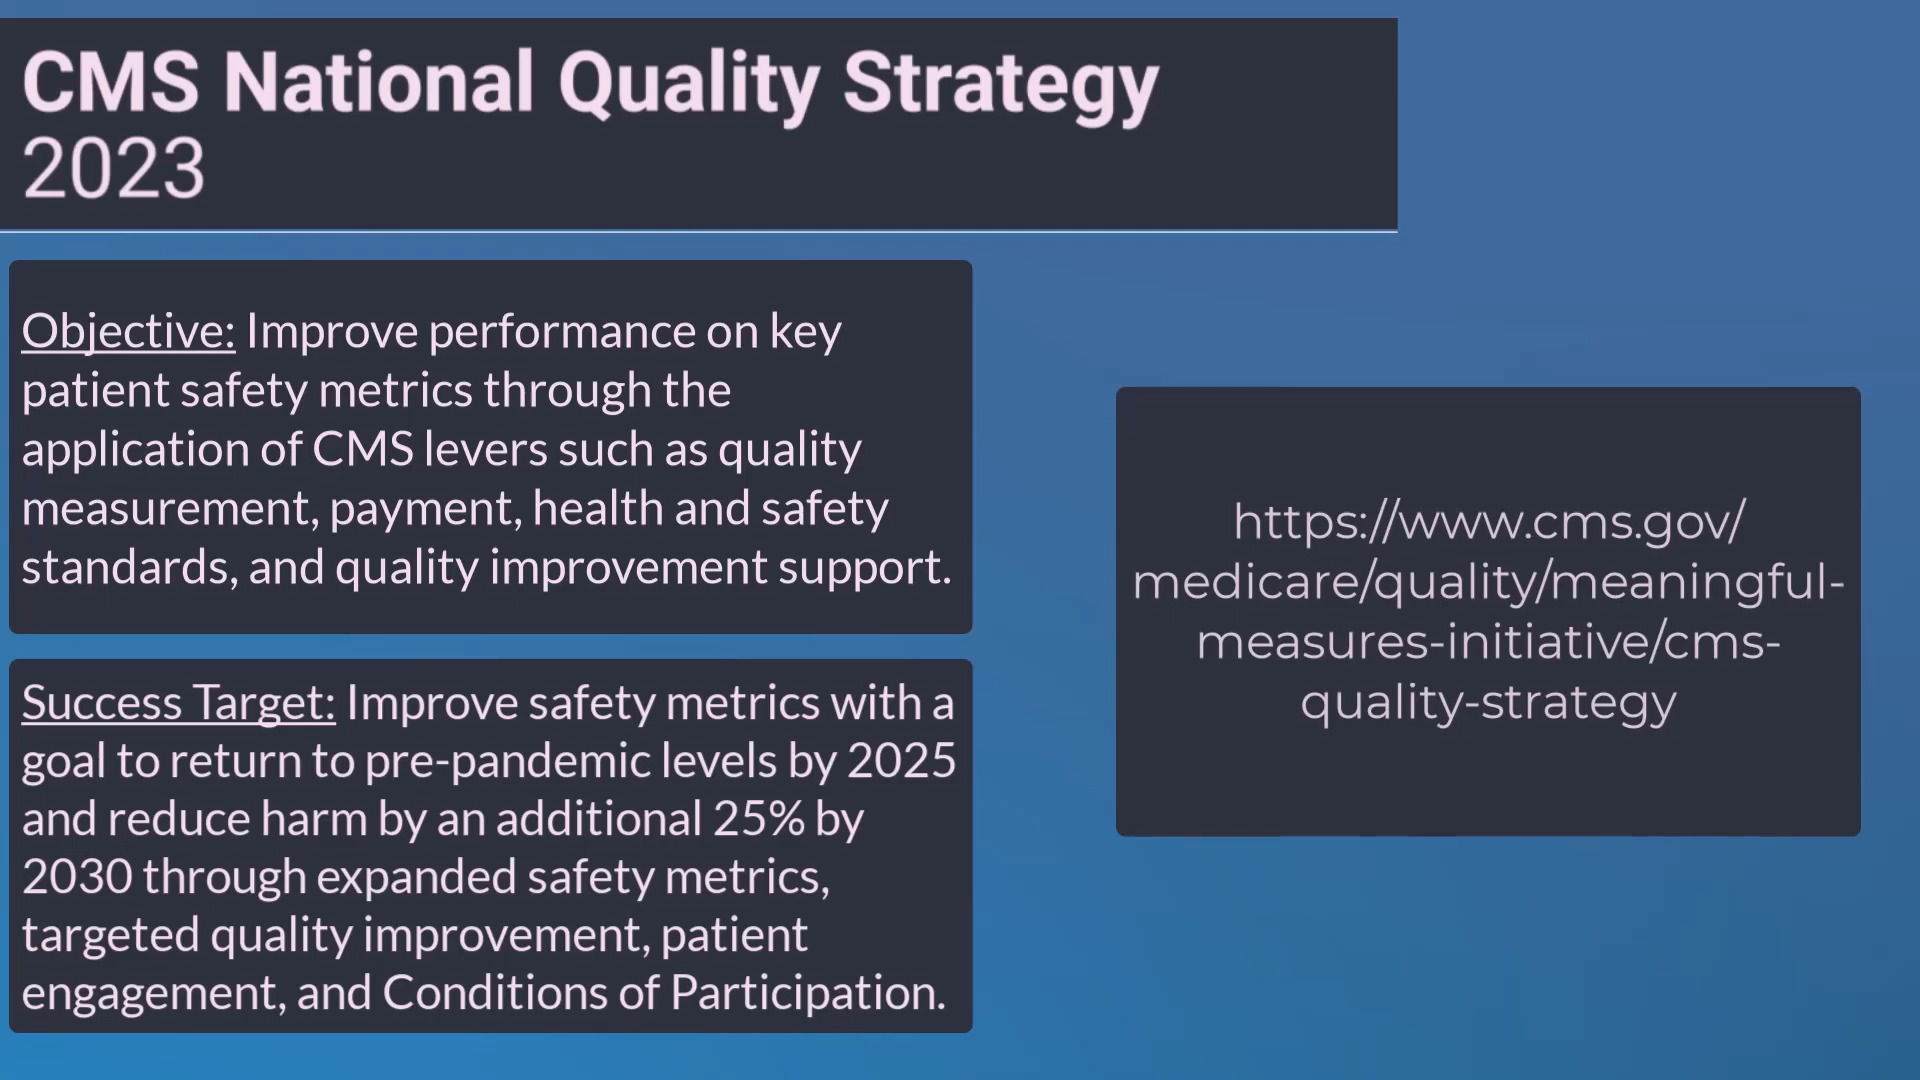 CMS National Quality Strategy
2023
Objective: Improve performance on key
patient safety metrics through the
application of CMS levers such as quality
measurement, payment, health and safety
standards, and quality improvement support.
Success Target: Improve safety metrics with a
goal to return to pre-pandemic levels by 2025
and reduce harm by an additional 25% by
2030 through expanded safety metrics,
targeted quality improvement, patient
engagement, and Conditions of Participation.
https://www.cms.gov/
medicare/quality/meaningful-
measures-initiative/cms-
quality-strategy